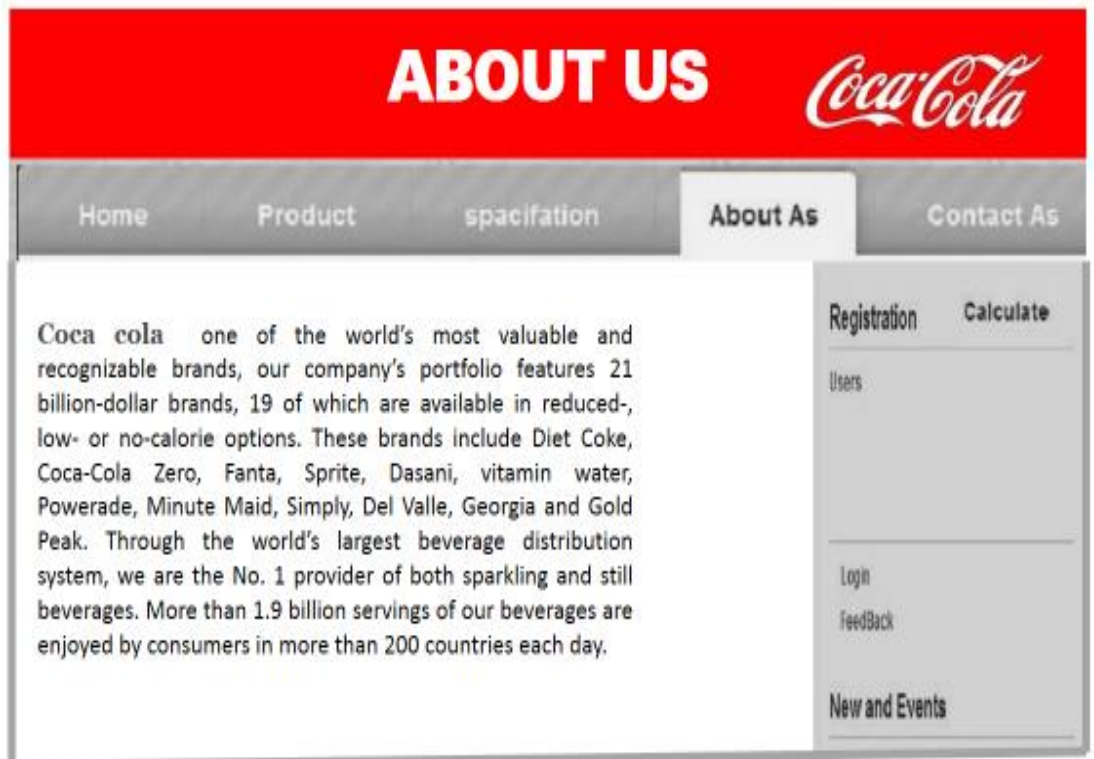 ABOUT US
Coca-Cola
Home Product spacifation About As Contact As
Coca cola one of the world's most valuable and
recognizable brands, our company's portfolio features 21
billion-dollar brands, 19 of which are available in reduced-,
low- or no-calorie options. These brands include Diet Coke,
Coca-Cola Zero, Fanta, Sprite, Dasani, vitamin water,
Powerade, Minute Maid, Simply, Del Valle, Georgia and Gold
Peak. Through the world's largest beverage distribution
system, we are the No. 1 provider of both sparkling and still
beverages. More than 1.9 billion servings of our beverages are
enjoyed by consumers in more than 200 countries each day.
Registration Calculate
Users
Login
FeedBack
New and Events